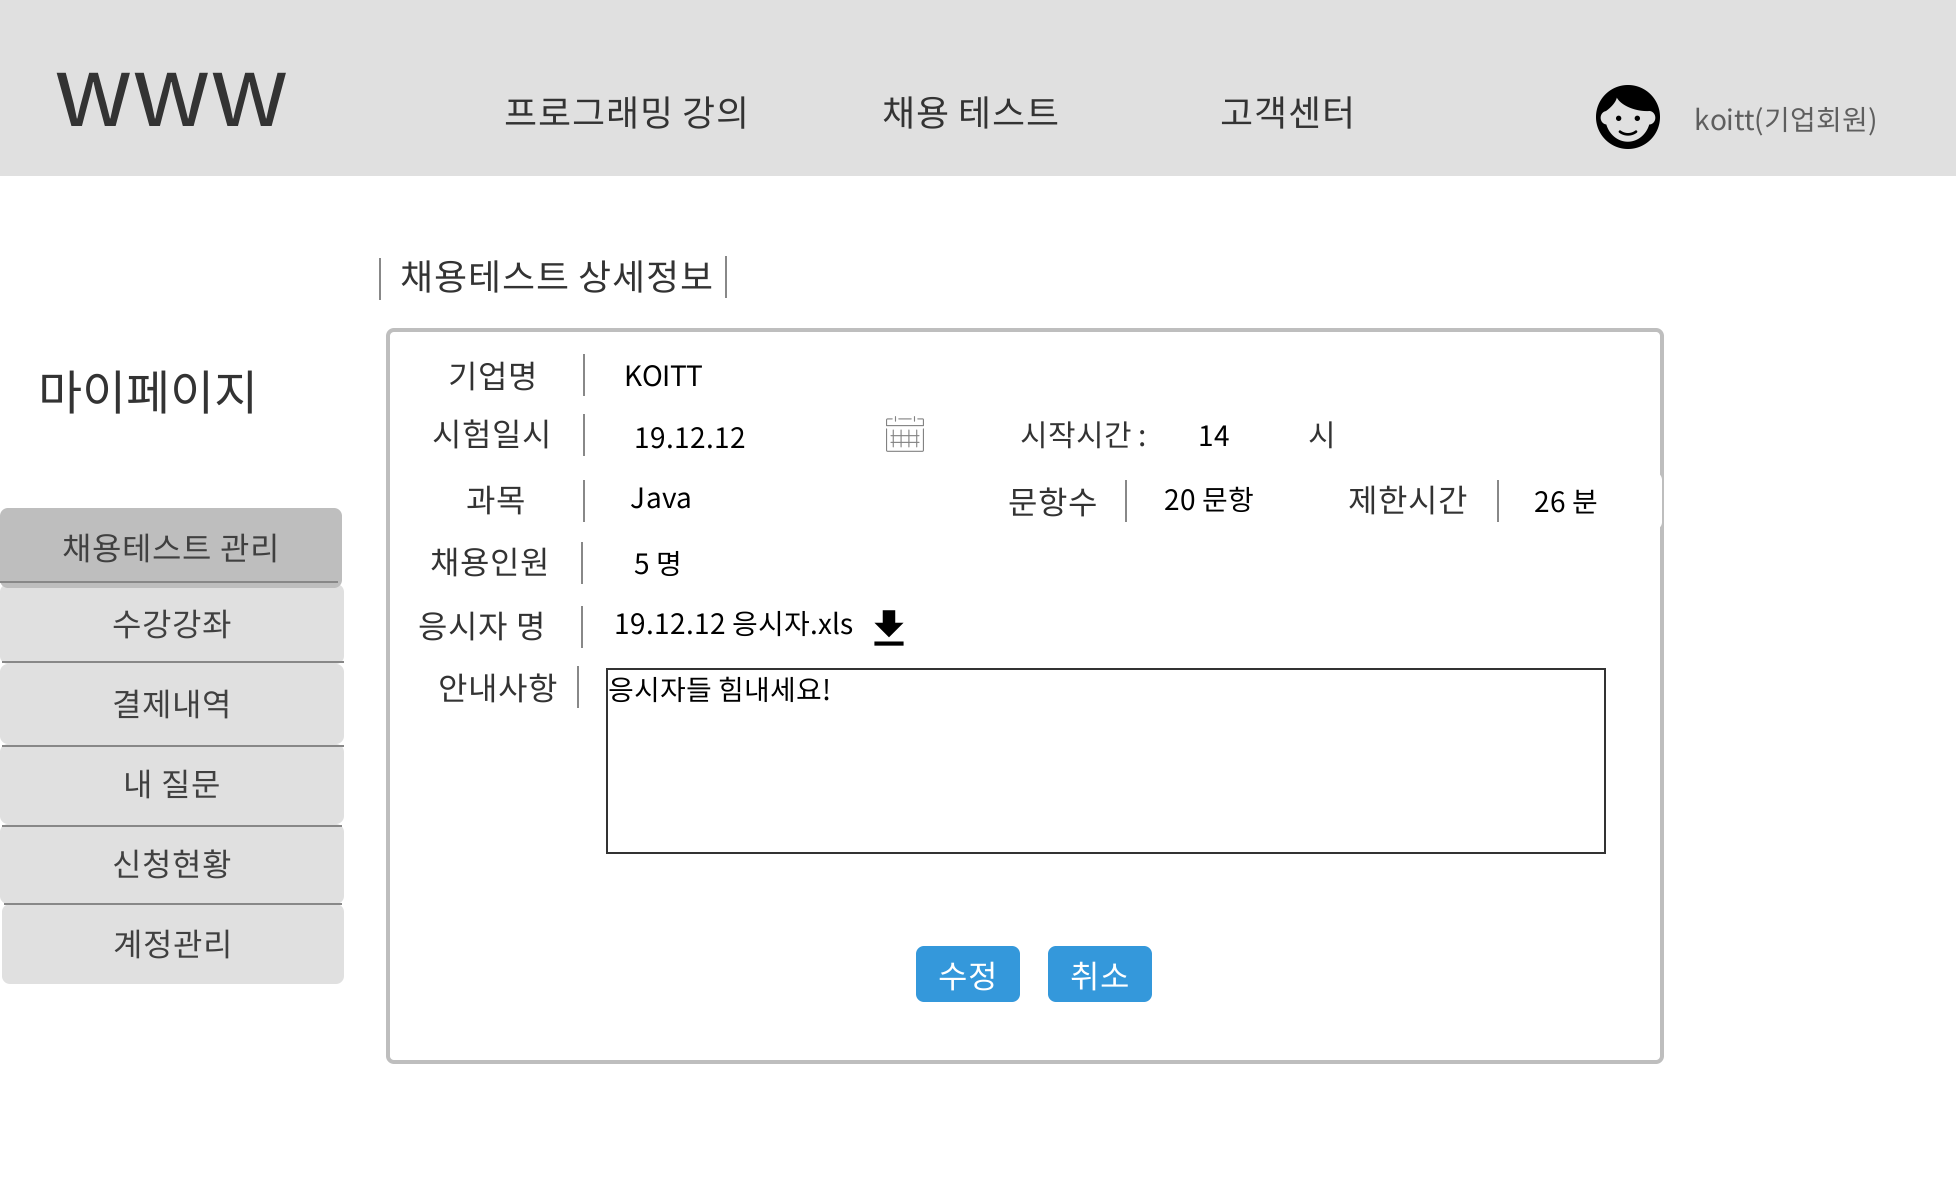 WWW
프로그래밍 강의 채용 테스트 고객센터 koitt(기업회원)
채용테스트 상세정보
마이페이지
채용테스트 관리
수강강좌
결제내역
내 질문
신청현황
계정관리
기업명 KOITT
시험일시 19.12.12 시작시간 : 14 시
과목 Java 문항수 20 문항 제한시간 26 분
채용인원 5 명
응시자 명 19.12.12 응시자.xls
안내사항 응시자들 힘내세요!
수정 취소